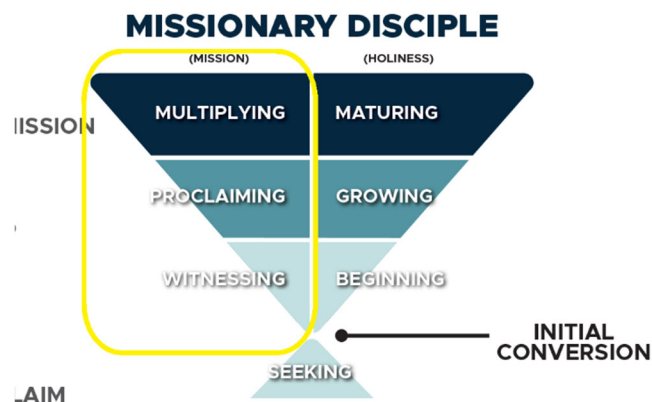 MISSIONARY DISCIPLE
(MISSION) (HOLINESS)
MULTIPLYING MATURING
ISSION
PROCLAIMING GROWING
WITNESSING BEGINNING
INITIAL
CONVERSION
SEEKING
LAIM